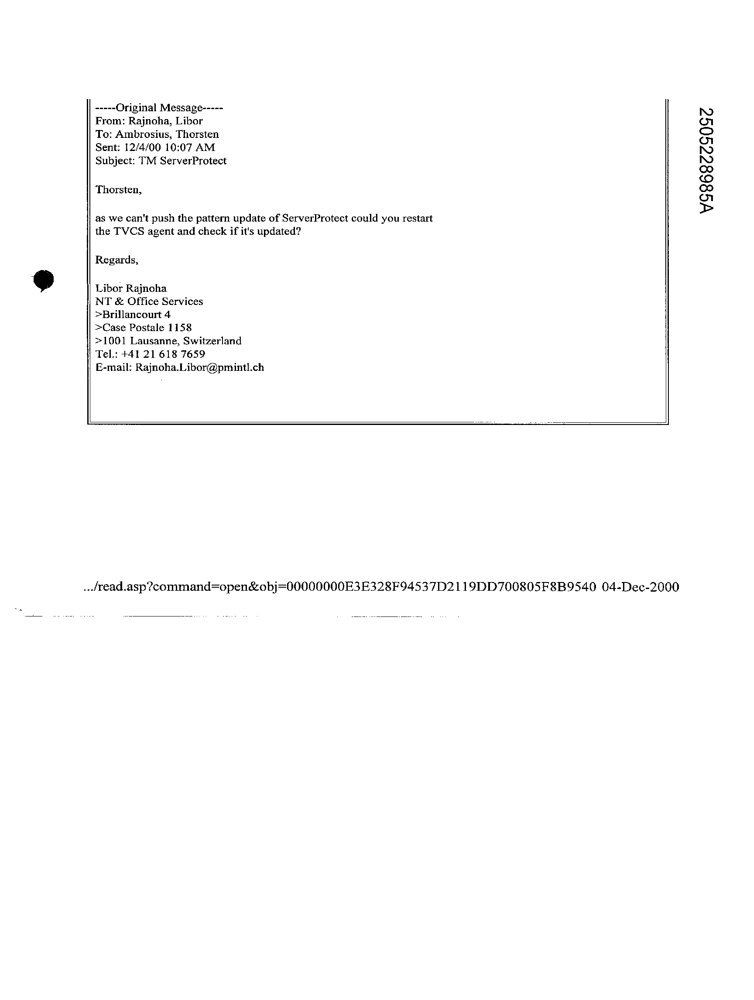 -----Original Message-----
From: Rajnoha, Libor
To: Ambrosius, Thorsten
Sent: 12/4/00 10:07 AM
Subject: TM ServerProtect
Thorsten,
as we can't push the pattern update of ServerProtect could you restart
the TVCS agent and check if it's updated?
Regards,
Libor Rajnoha
NT & Office Services
>Brillancourt 4
>Case Postale 1158
>1001 Lausanne, Switzerland
Tel.: +41 21 618 7659
E-mail: Rajnoha.Libor@pmintl.ch
2505228985A
.../read.asp?command=open&obj=00000000E3E328F94537D2119DD700805F8B9540 04-Dec-2000